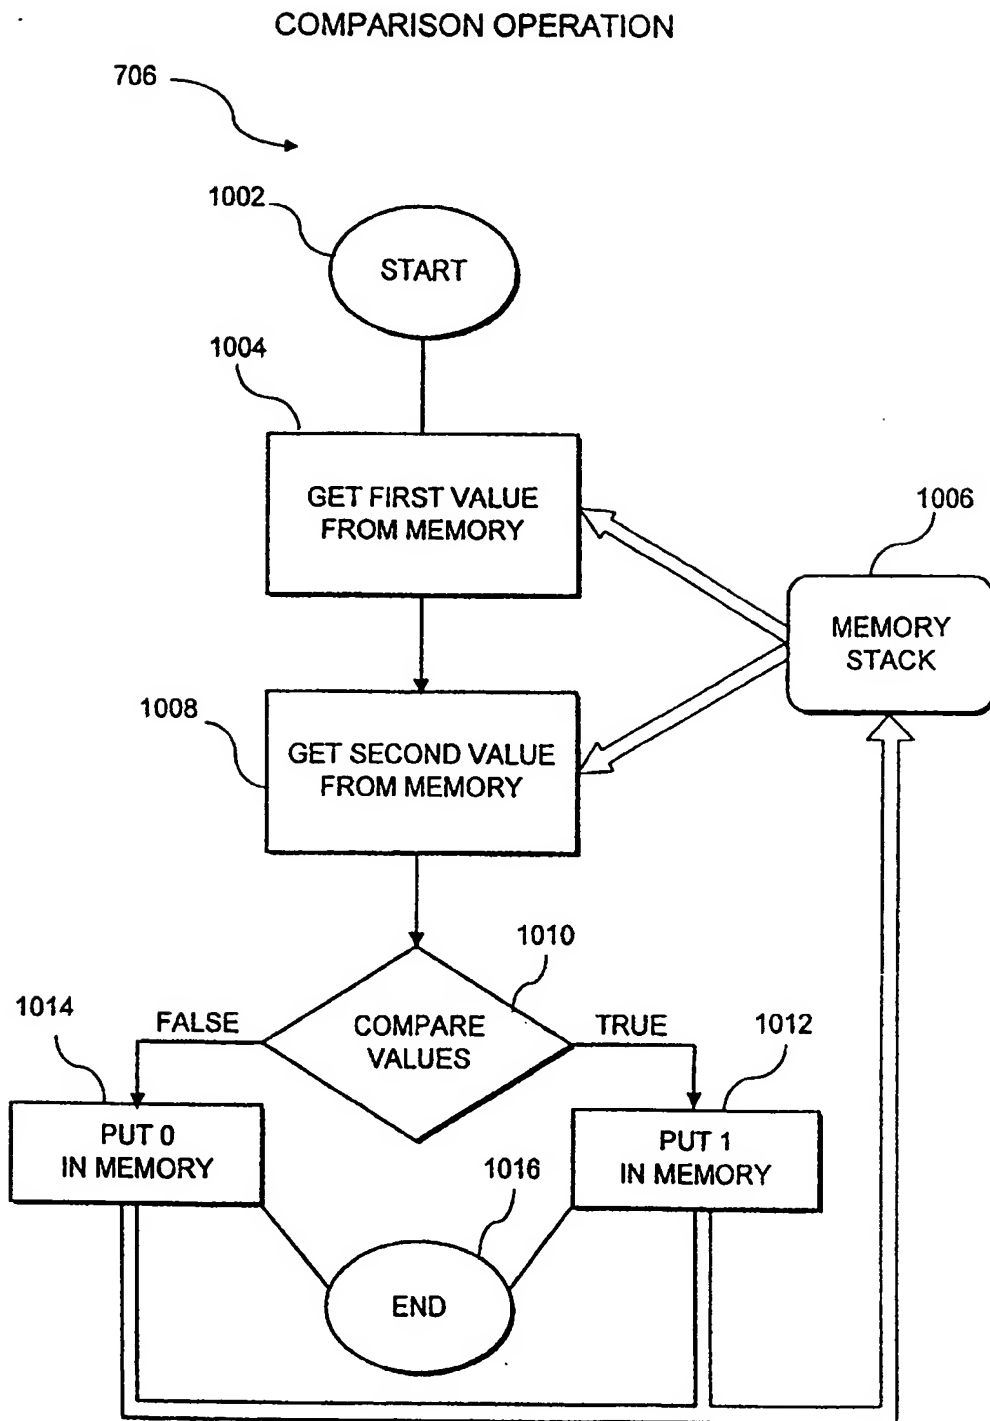 COMPARISON OPERATION
706
1002
START
1004
GET FIRST VALUE
FROM MEMORY
1006
MEMORY
STACK
1008
GET SECOND VALUE
FROM MEMORY
1010
COMPARE
VALUES
FALSE
TRUE
1014
1012
PUT 0
IN MEMORY
PUT 1
IN MEMORY
1016
END